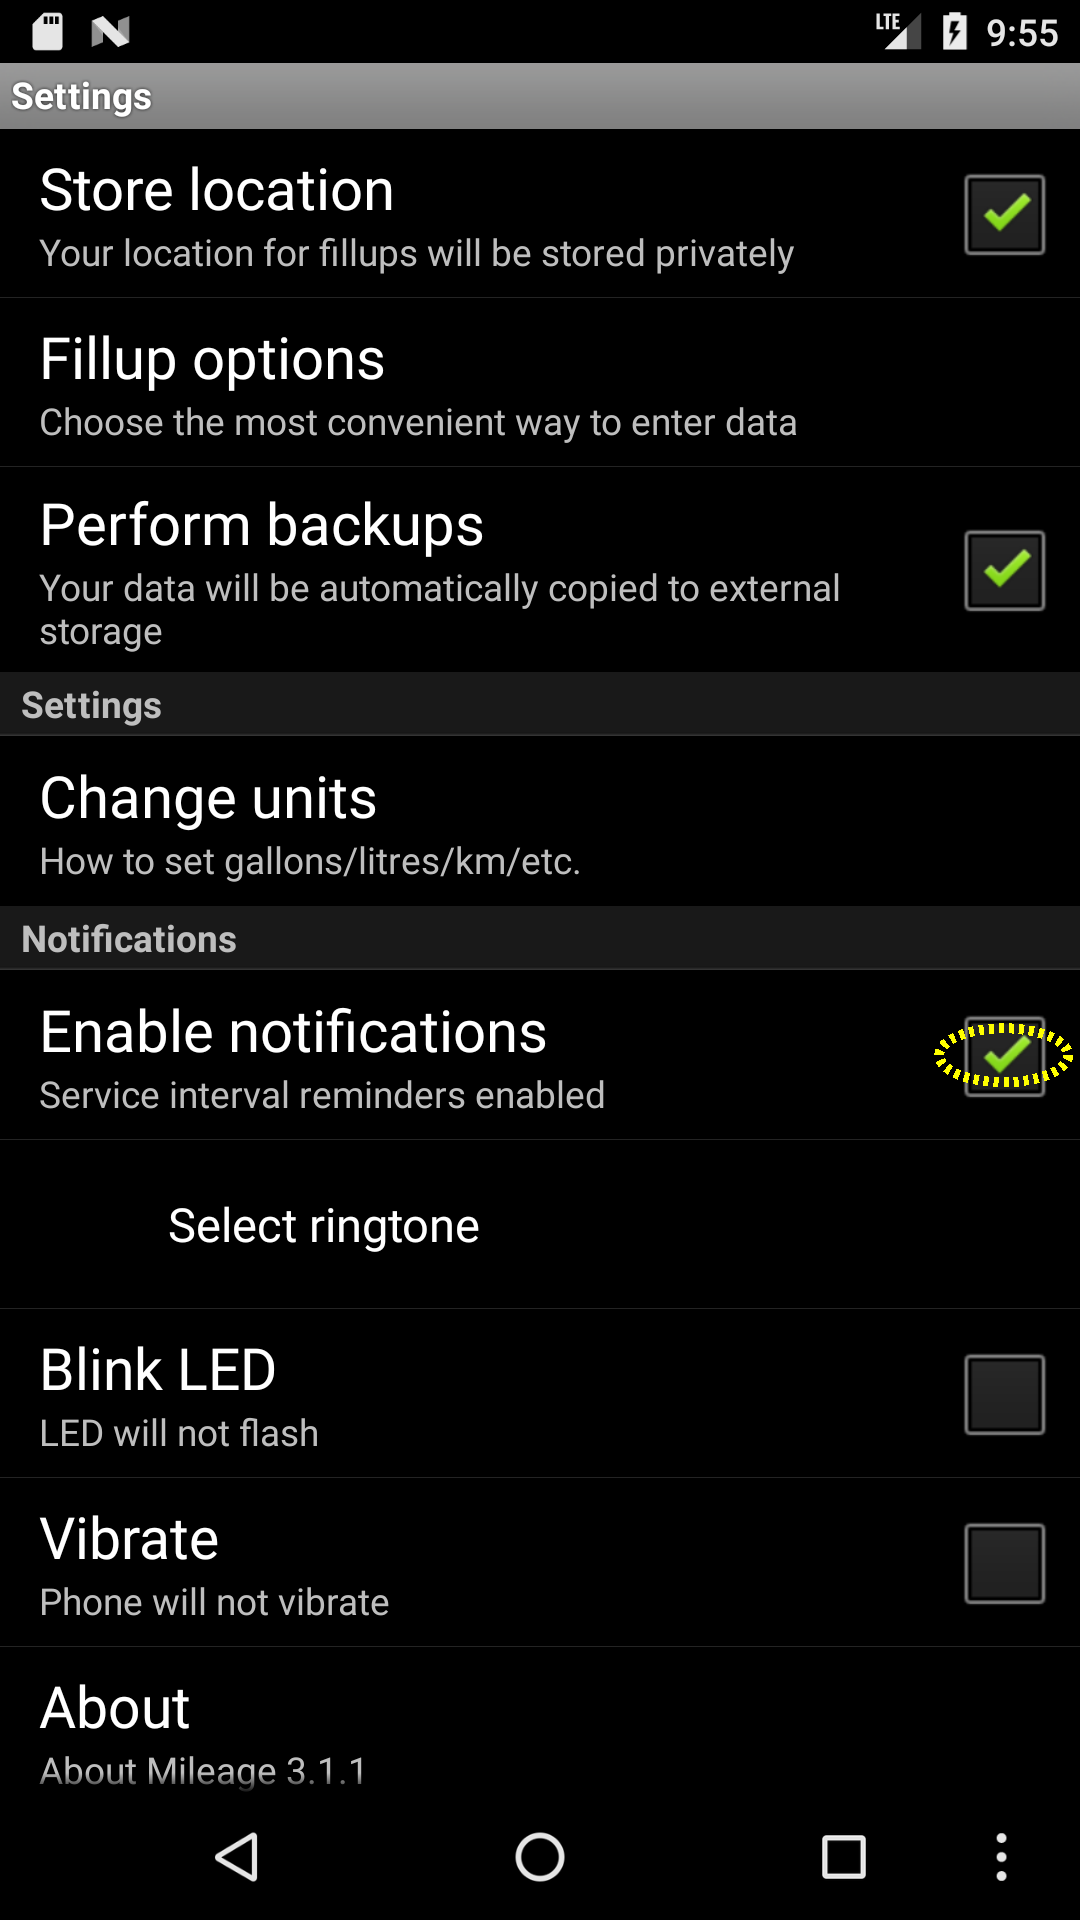 LTE 9:55
Settings
Store location
Your location for fillups will be stored privately
Fillup options
Choose the most convenient way to enter data
Perform backups
Your data will be automatically copied to external
storage
Settings
Change units
How to set gallons/litres/km/etc.
Notifications
Enable notifications
Service interval reminders enabled
Select ringtone
Blink LED
LED will not flash
Vibrate
Phone will not vibrate
About
About Mileage 3.1.1